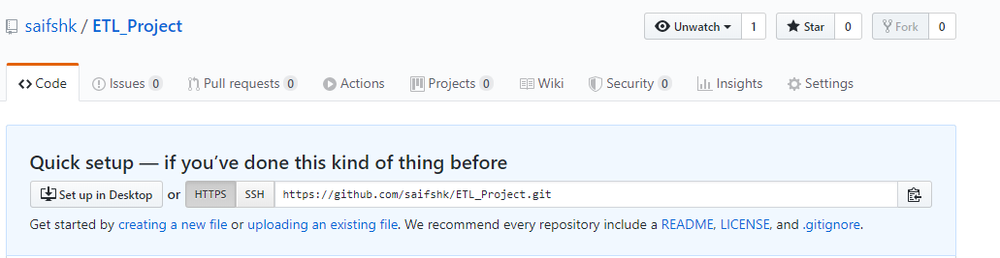 saifshk / ETL_Project Unwatch 1 Star 0 Fork 0
Code Issues 0 Pull requests 0 Actions Projects 0 Wiki Security 0 Insights Settings
Quick setup — if you’ve done this kind of thing before
Set up in Desktop or HTTPS SSH https://github.com/saifshk/ETL_Project.git
Get started by creating a new file or uploading an existing file. We recommend every repository include a README, LICENSE, and .gitignore.